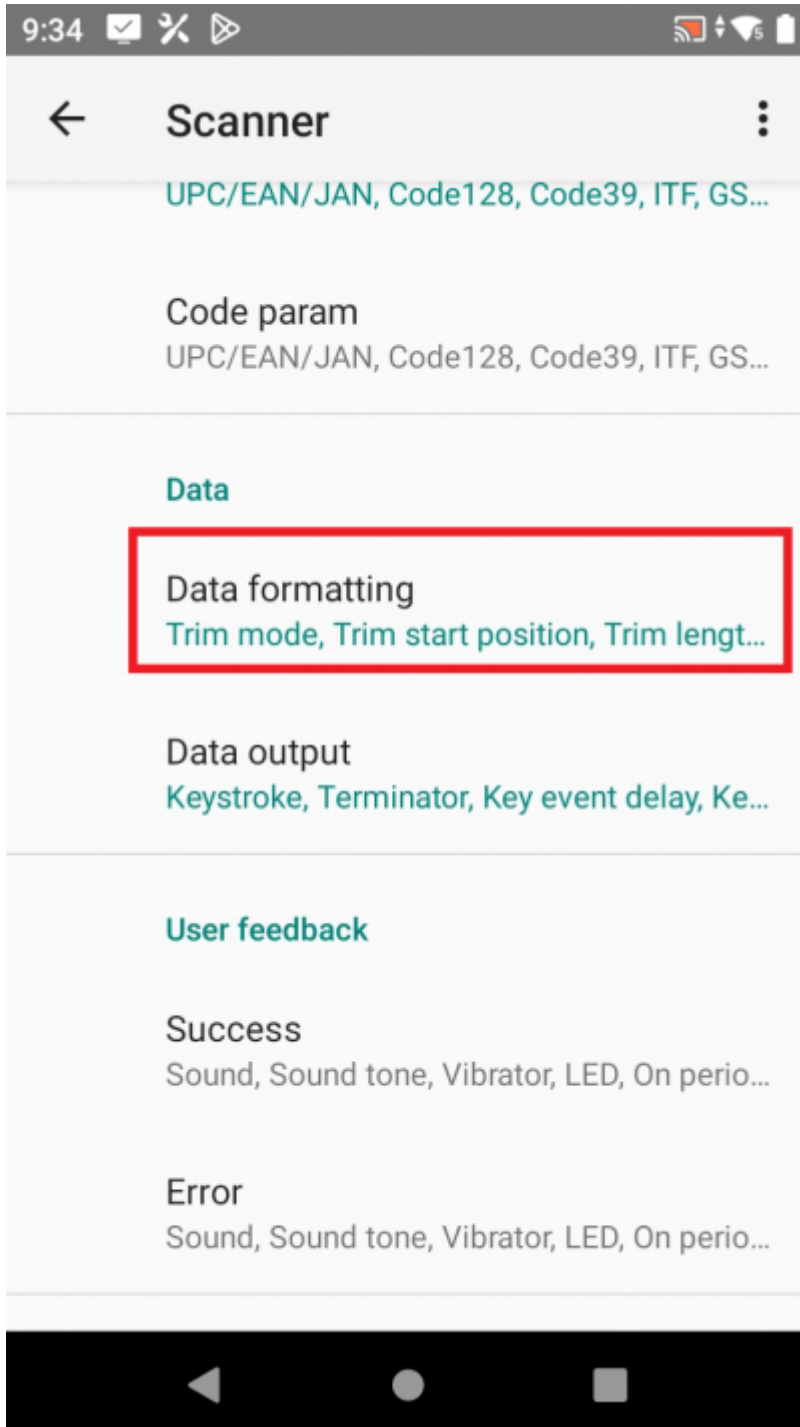 9:34
5
Scanner
UPC/EAN/JAN, Code128, Code39, ITF, GS...
Code param
UPC/EAN/JAN, Code128, Code39, ITF, GS...
Data
Data formatting
Trim mode, Trim start position, Trim lengt...
Data output
Keystroke, Terminator, Key event delay, Ke...
User feedback
Success
Sound, Sound tone, Vibrator, LED, On perio...
Error
Sound, Sound tone, Vibrator, LED, On perio...